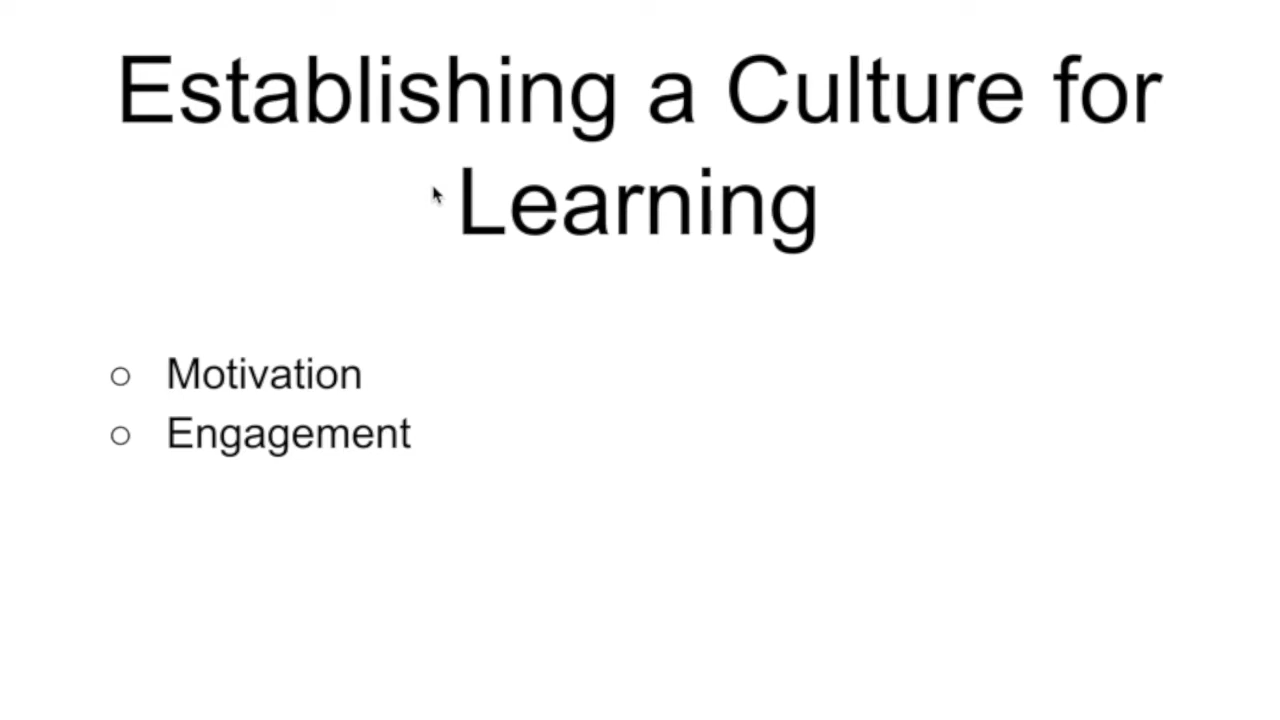 Establishing a Culture for
Learning
○ Motivation
○ Engagement